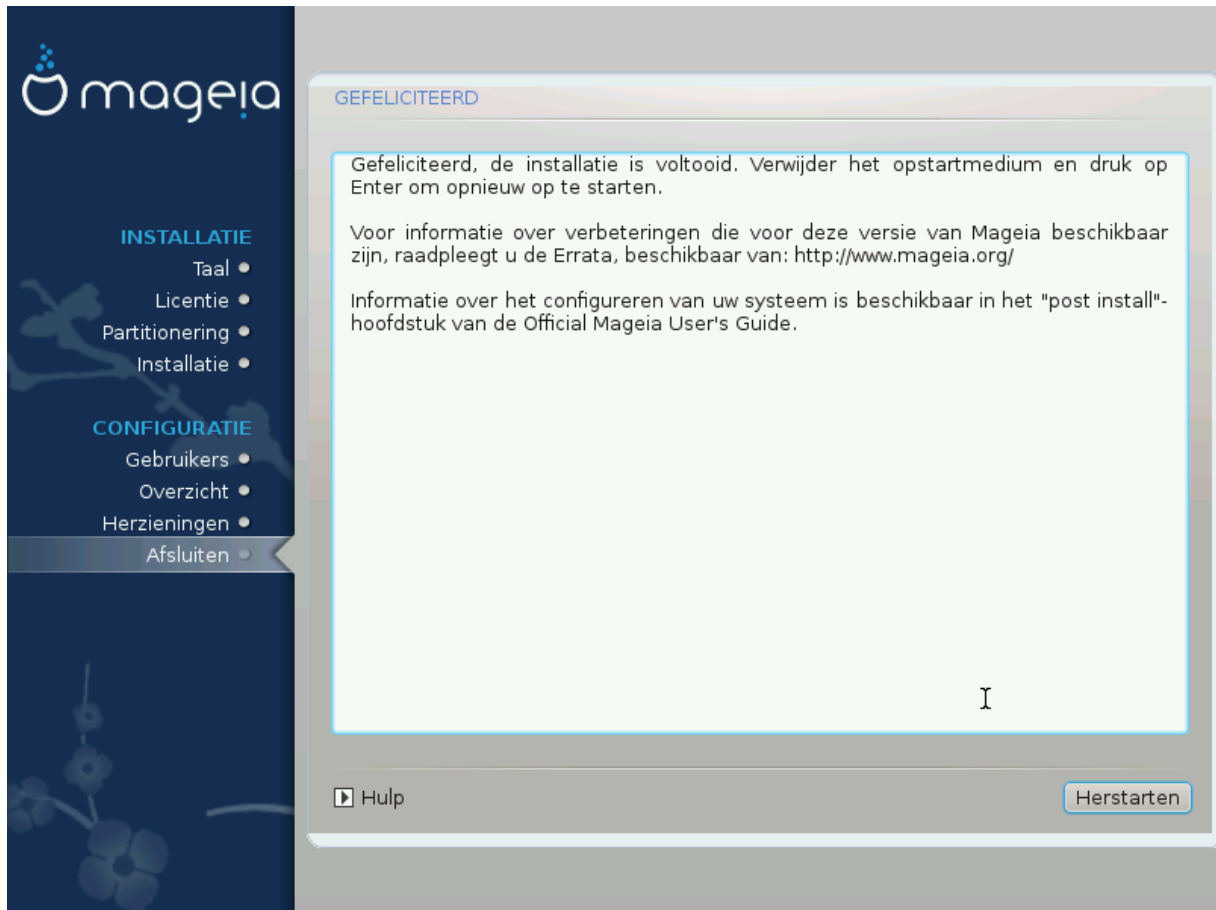 mageia
INSTALLATIE
Taal
Licentie
Partitionering
Installatie
CONFIGURATIE
Gebruikers
Overzicht
Herzieningen
Afsluiten
GEFELICITEERD
Gefeliciteerd, de installatie is voltooid. Verwijder het opstartmedium en druk op
Enter om opnieuw op te starten.
Voor informatie over verbeteringen die voor deze versie van Mageia beschikbaar
zijn, raadpleegt u de Errata, beschikbaar van: http://www.mageia.org/
Informatie over het configureren van uw systeem is beschikbaar in het "post install"-
hoofdstuk van de Official Mageia User's Guide.
Hulp
Herstarten